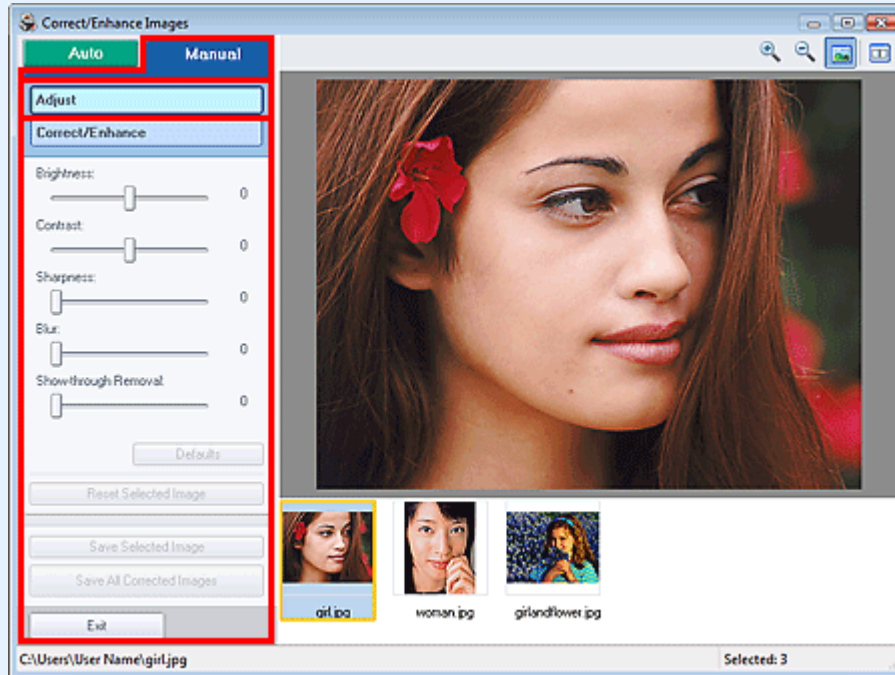 Correct/Enhance Images
Auto Manual
Adjust
Correct/Enhance
Brightness: 0
Contrast: 0
Sharpness: 0
Blur: 0
Show-through Removal: 0
Defaults
Reset Selected Image
Save Selected Image
Save All Corrected Images
Exit
girl.jpg woman.jpg girlandflower.jpg
C:\Users\User Name\girl.jpg Selected: 3